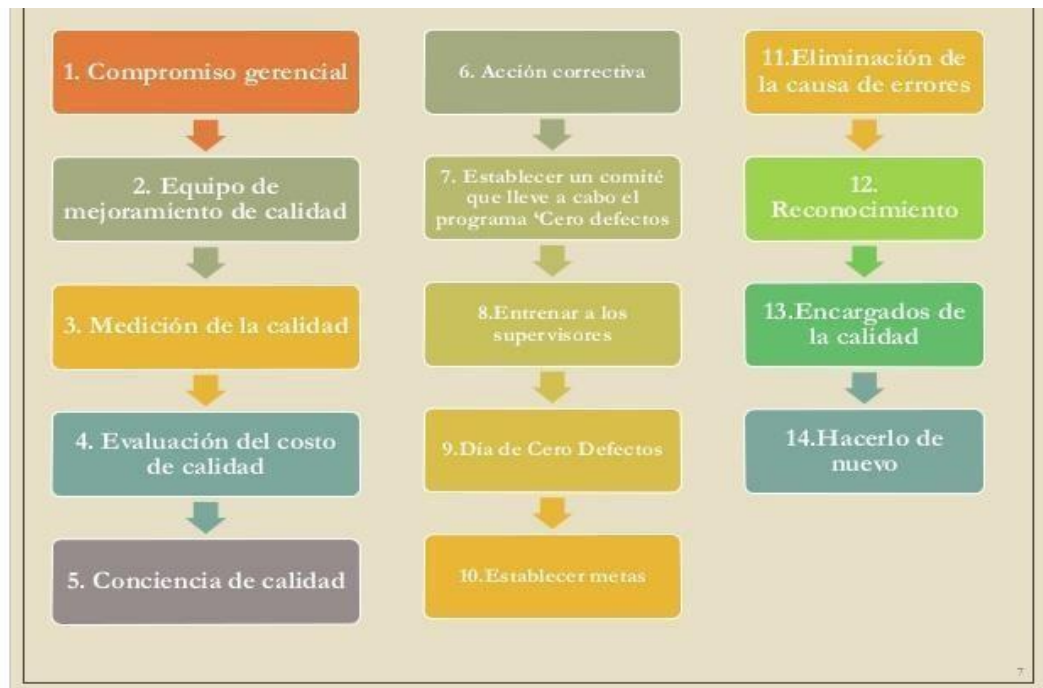 1. Compromiso gerencial
2. Equipo de
mejoramiento de calidad
3. Medición de la calidad
4. Evaluación del costo
de calidad
5. Conciencia de calidad
6. Acción correctiva
7. Establecer un comité
que lleve a cabo el
programa ‘Cero defectos
8.Entrenar a los
supervisores
9.Día de Cero Defectos
10.Establecer metas
11.Eliminación de
la causa de errores
12.
Reconocimiento
13.Encargados de
la calidad
14.Hacerlo de
nuevo
7